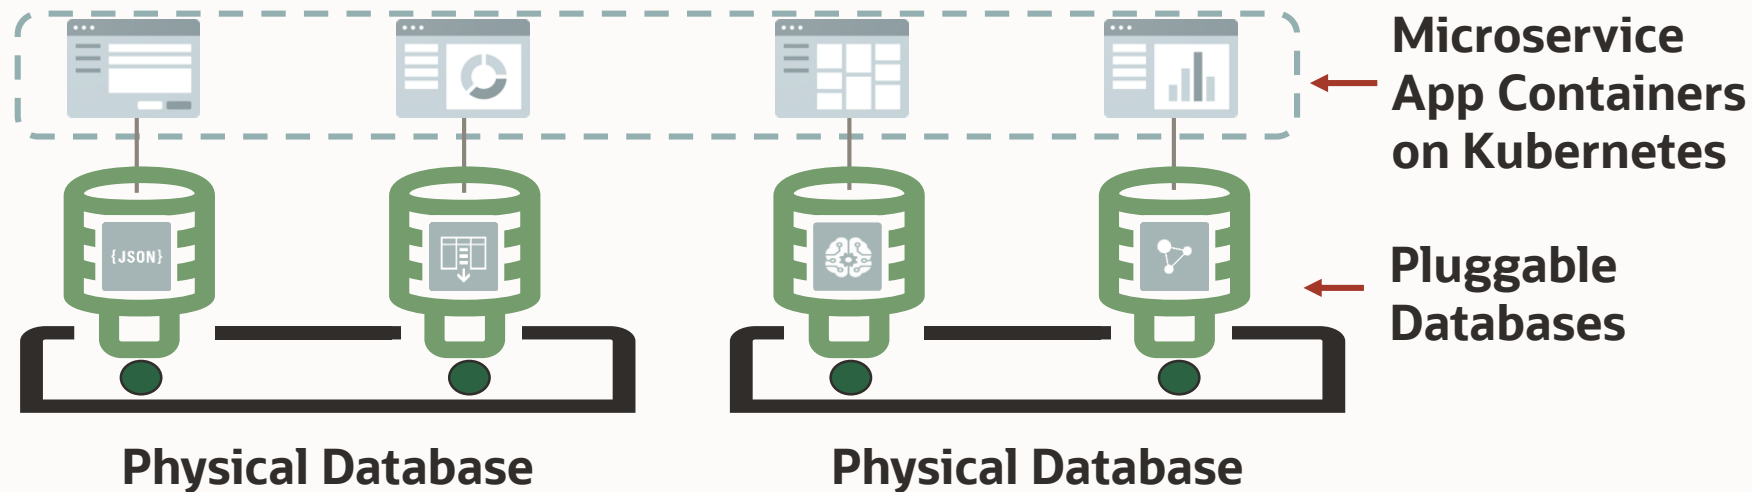 Microservice
App Containers
on Kubernetes
{JSON}
Pluggable
Databases
Physical Database
Physical Database